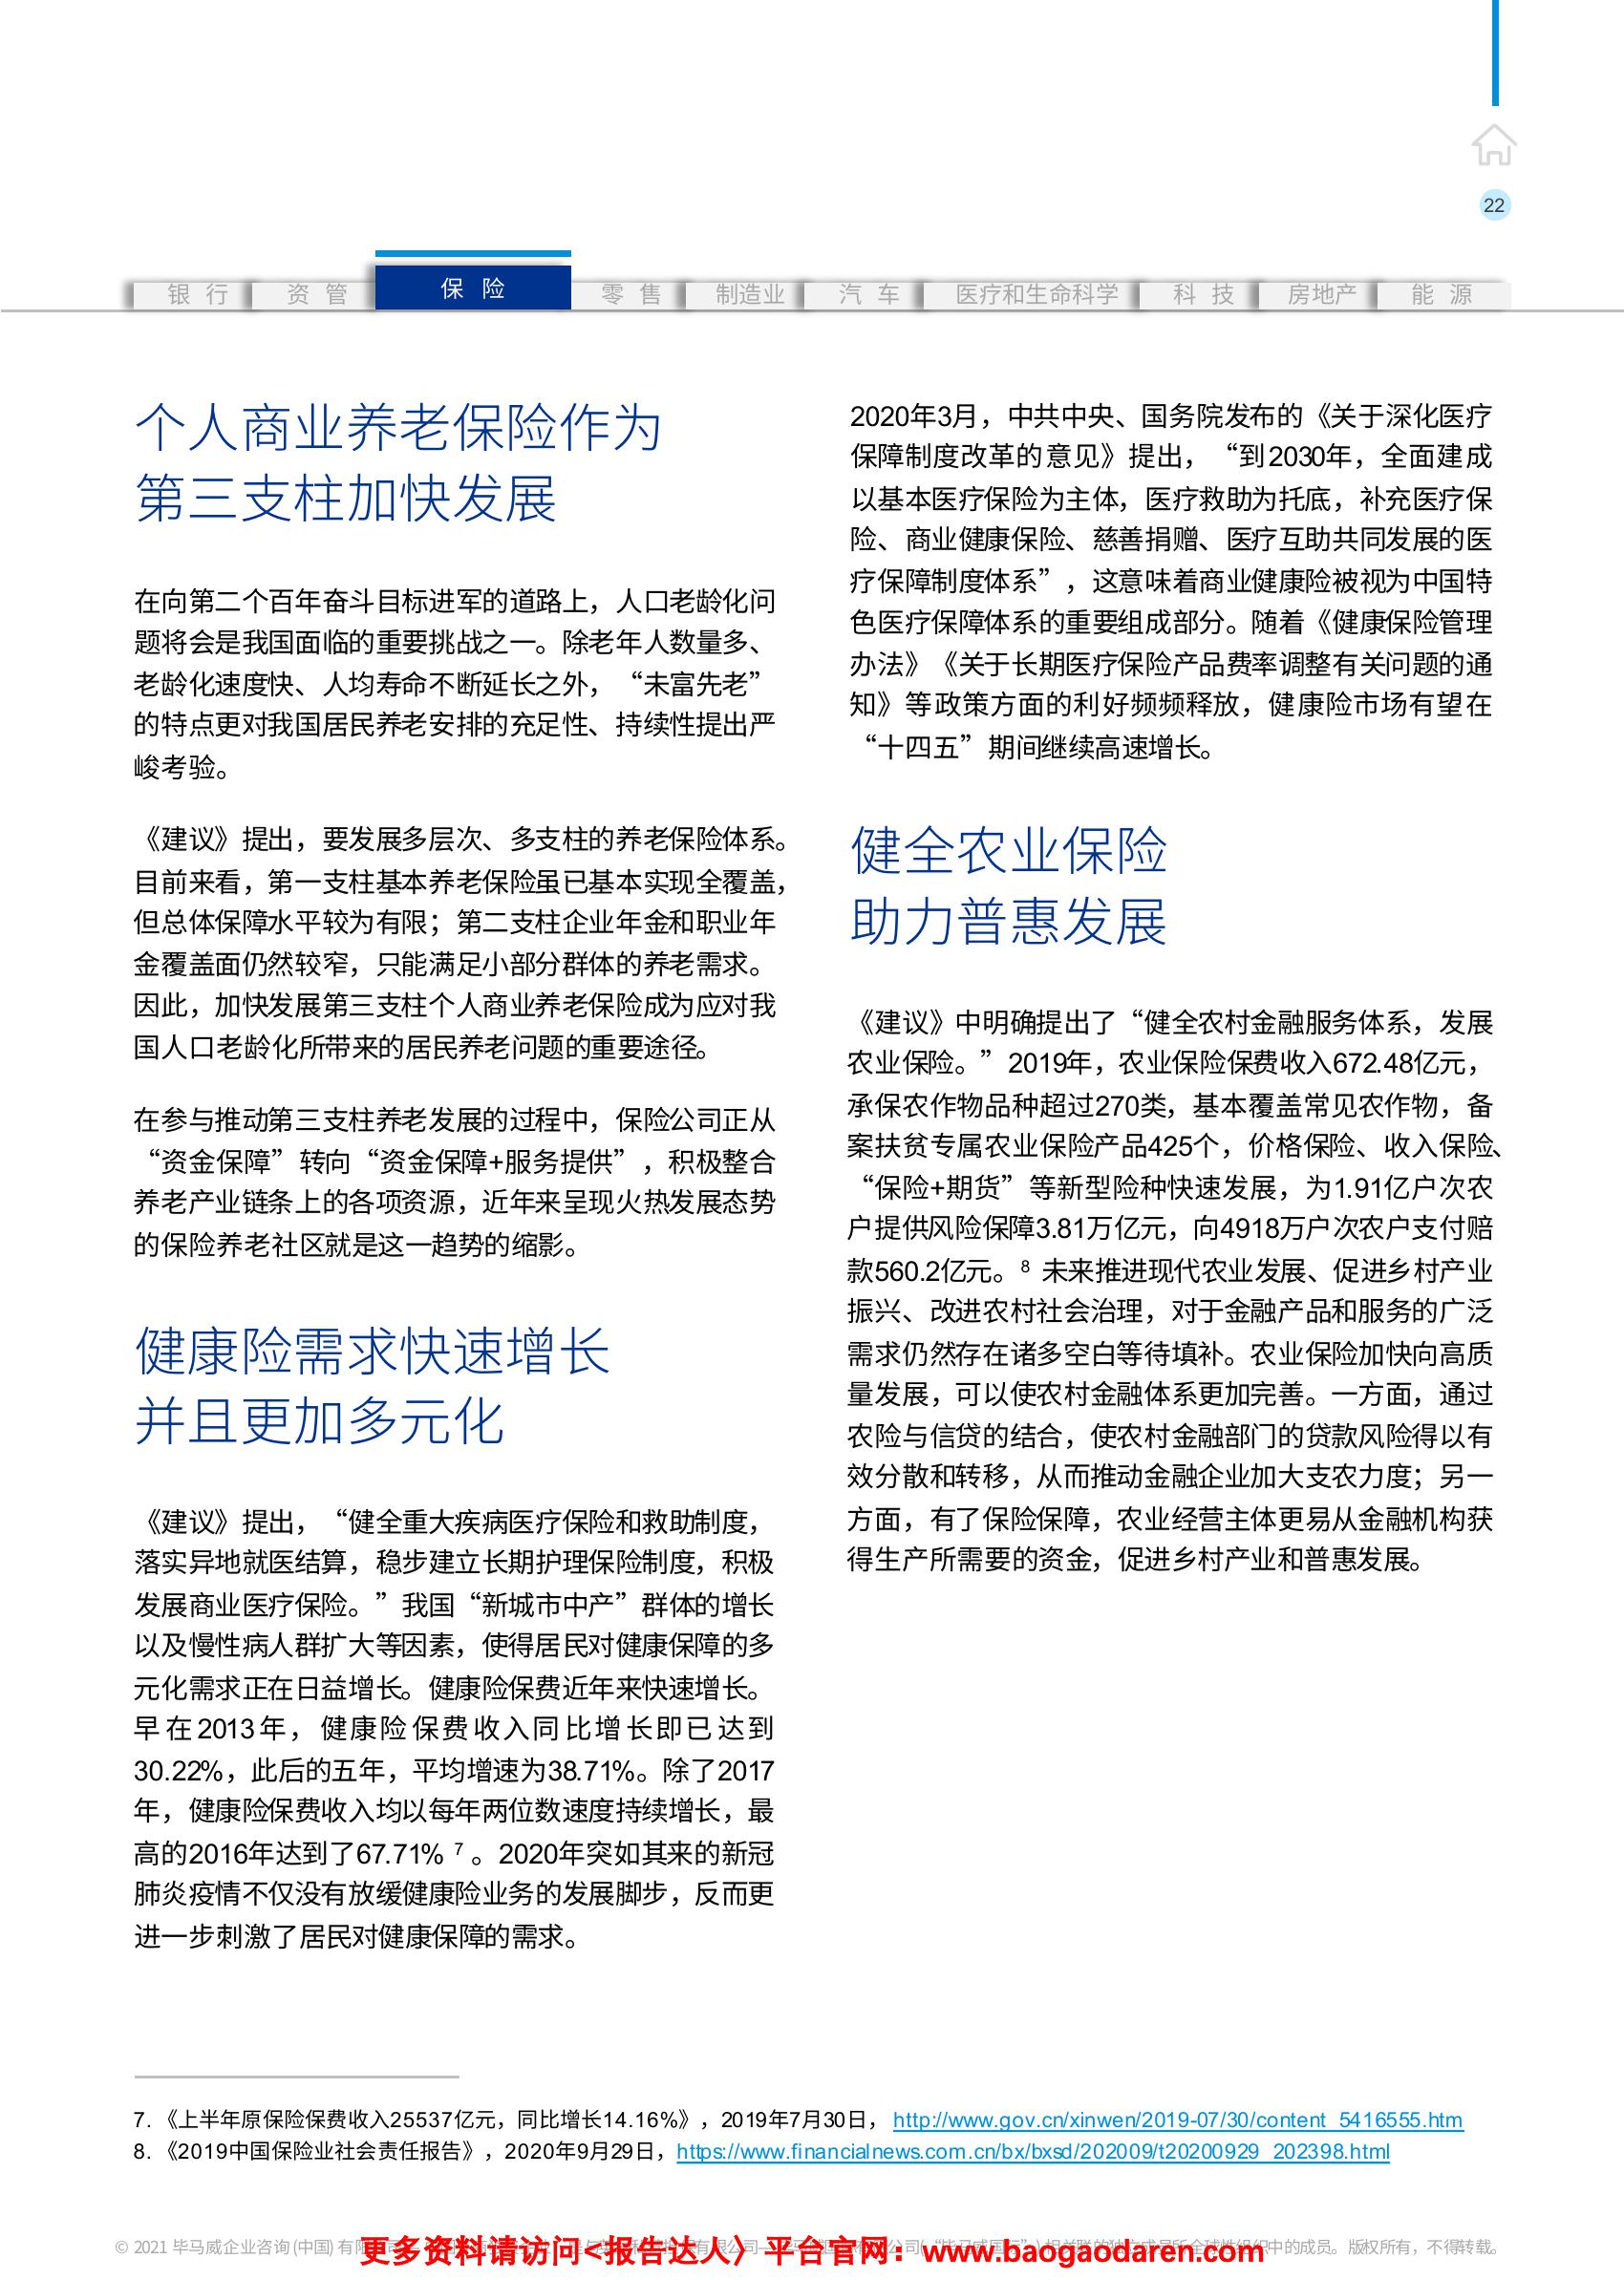 22
银 行
资 管
保 险
零 售
制造业
汽 车
医疗和生命科学
科 技
房地产
能 源
个人商业养老保险作为
第三支柱加快发展
在向第二个百年奋斗目标进军的道路上，人口老龄化问
题将会是我国面临的重要挑战之一。除老年人数量多、
老龄化速度快、人均寿命不断延长之外，“未富先老”
的特点更对我国居民养老安排的充足性、持续性提出严
峻考验。
《建议》提出，要发展多层次、多支柱的养老保险体系。
目前来看，第一支柱基本养老保险虽已基本实现全覆盖，
但总体保障水平较为有限；第二支柱企业年金和职业年
金覆盖面仍然较窄，只能满足小部分群体的养老需求。
因此，加快发展第三支柱个人商业养老保险成为应对我
国人口老龄化所带来的居民养老问题的重要途径。
在参与推动第三支柱养老发展的过程中，保险公司正从
“资金保障”转向“资金保障+服务提供”，积极整合
养老产业链条上的各项资源，近年来呈现火热发展态势
的保险养老社区就是这一趋势的缩影。
健康险需求快速增长
并且更加多元化
《建议》提出，“健全重大疾病医疗保险和救助制度，
落实异地就医结算，稳步建立长期护理保险制度，积极
发展商业医疗保险。”我国“新城市中产”群体的增长
以及慢性病人群扩大等因素，使得居民对健康保障的多
元化需求正在日益增长。健康险保费近年来快速增长。
早在2013年，健康险保费收入同比增长即已达到
30.22%，此后的五年，平均增速为38.71%。除了2017
年，健康险保费收入均以每年两位数速度持续增长，最
高的2016年达到了67.71% 7 。2020年突如其来的新冠
肺炎疫情不仅没有放缓健康险业务的发展脚步，反而更
进一步刺激了居民对健康保障的需求。
2020年3月，中共中央、国务院发布的《关于深化医疗
保障制度改革的意见》提出，“到2030年，全面建成
以基本医疗保险为主体，医疗救助为托底，补充医疗保
险、商业健康保险、慈善捐赠、医疗互助共同发展的医
疗保障制度体系”，这意味着商业健康险被视为中国特
色医疗保障体系的重要组成部分。随着《健康保险管理
办法》《关于长期医疗保险产品费率调整有关问题的通
知》等政策方面的利好频频释放，健康险市场有望在
“十四五”期间继续高速增长。
健全农业保险
助力普惠发展
《建议》中明确提出了“健全农村金融服务体系，发展
农业保险。”2019年，农业保险保费收入672.48亿元，
承保农作物品种超过270类，基本覆盖常见农作物，备
案扶贫专属农业保险产品425个，价格保险、收入保险、
“保险+期货”等新型险种快速发展，为1.91亿户次农
户提供风险保障3.81万亿元，向4918万户次农户支付赔
款560.2亿元。8 未来推进现代农业发展、促进乡村产业
振兴、改进农村社会治理，对于金融产品和服务的广泛
需求仍然存在诸多空白等待填补。农业保险加快向高质
量发展，可以使农村金融体系更加完善。一方面，通过
农险与信贷的结合，使农村金融部门的贷款风险得以有
效分散和转移，从而推动金融企业加大支农力度；另一
方面，有了保险保障，农业经营主体更易从金融机构获
得生产所需要的资金，促进乡村产业和普惠发展。
7. 《上半年原保险保费收入25537亿元，同比增长14.16%》，2019年7月30日， http://www.gov.cn/xinwen/2019-07/30/content_5416555.htm
8. 《2019中国保险业社会责任报告》，2020年9月29日，https://www.financialnews.com.cn/bx/bxsd/202009/t20200929_202398.html
© 2021 毕马威企业咨询(中国) 有限 中的成员。版权所有，不得转载。
更多资料请访问<报告达人〉平台官网：www.baogaodaren.com